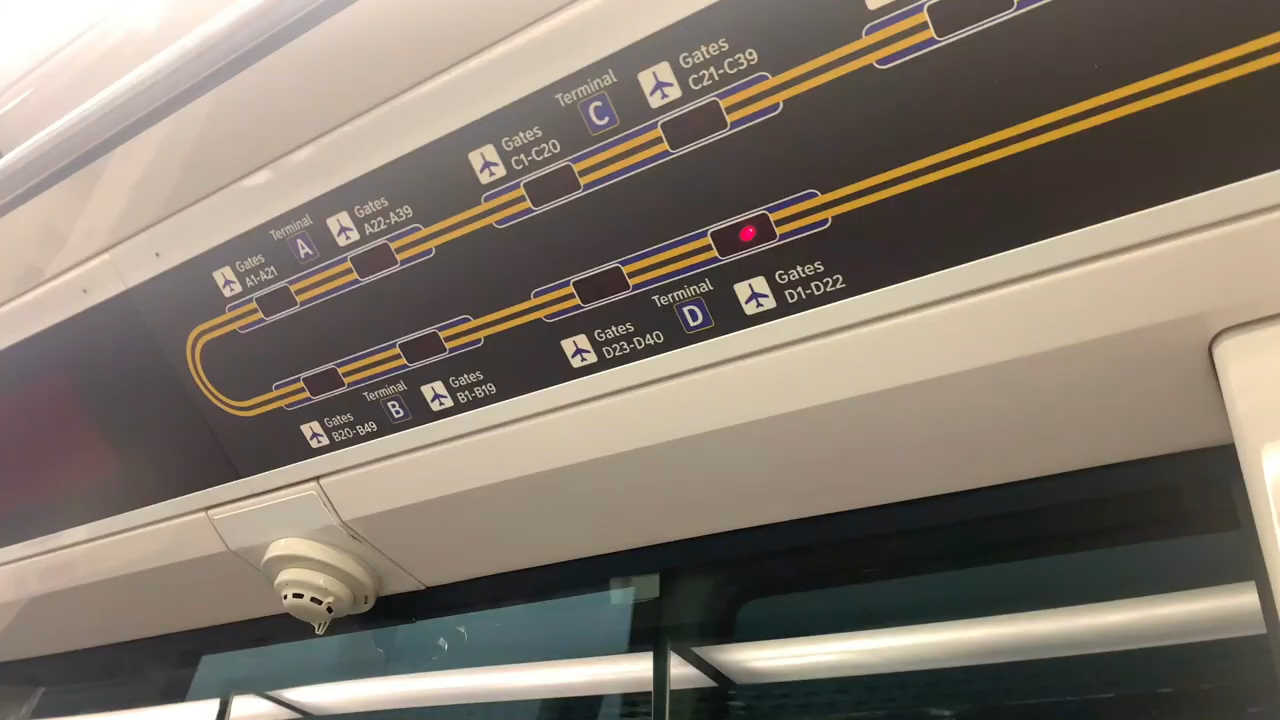 Gates
A1-A21
Terminal
A
Gates
A22-A39
Gates
C1-C20
Terminal
C
Gates
C21-C39
Gates
B20-B49
Terminal
B
Gates
B1-B19
Gates
D23-D40
Terminal
D
Gates
D1-D22